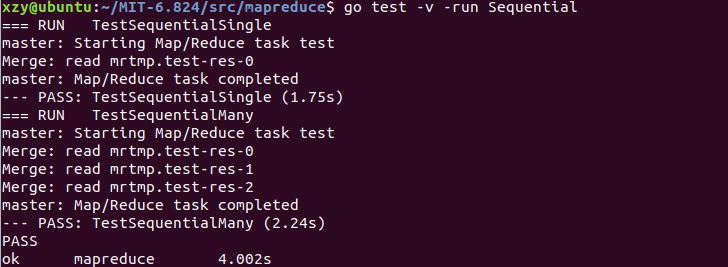 xzy@ubuntu:~/MIT-6.824/src/mapreduce$ go test -v -run Sequential
=== RUN   TestSequentialSingle
master: Starting Map/Reduce task test
Merge: read mrtmp.test-res-0
master: Map/Reduce task completed
--- PASS: TestSequentialSingle (1.75s)
=== RUN   TestSequentialMany
master: Starting Map/Reduce task test
Merge: read mrtmp.test-res-0
Merge: read mrtmp.test-res-1
Merge: read mrtmp.test-res-2
master: Map/Reduce task completed
--- PASS: TestSequentialMany (2.24s)
PASS
ok      mapreduce       4.002s